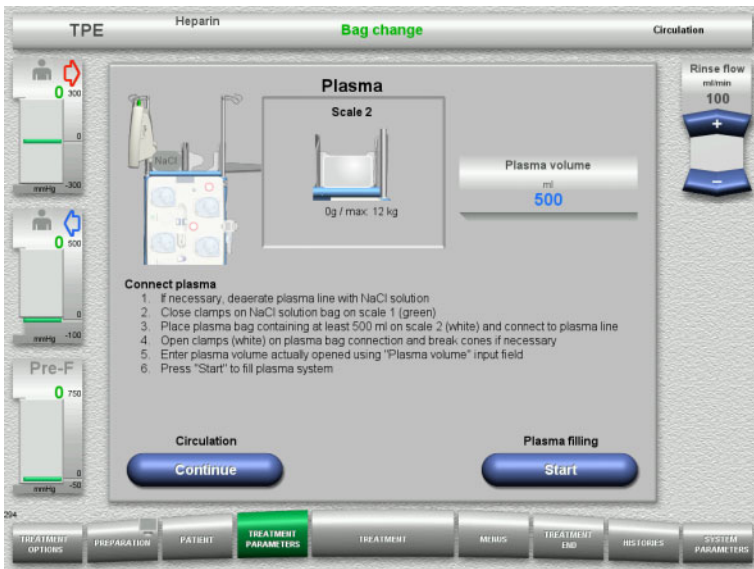 TPE
Heparin
Bag change
Circulation
0 300
0
mmHg -300
0 500
0
mmHg -100
Pre-F
0 750
0
mmHg -50
Plasma
NaCl
Scale 2
0g / max: 12 kg
Plasma volume
ml
500
Rinse flow
ml/min
100
+
−
Connect plasma
1. If necessary, deaerate plasma line with NaCl solution
2. Close clamps on NaCl solution bag on scale 1 (green)
3. Place plasma bag containing at least 500 ml on scale 2 (white) and connect to plasma line
4. Open clamps (white) on plasma bag connection and break cones if necessary
5. Enter plasma volume actually opened using "Plasma volume" input field
6. Press "Start" to fill plasma system
Circulation
Continue
Plasma filling
Start
294
TREATMENT
OPTIONS
PREPARATION
PATIENT
TREATMENT
PARAMETERS
TREATMENT
MENUS
TREATMENT
END
HISTORIES
SYSTEM
PARAMETERS